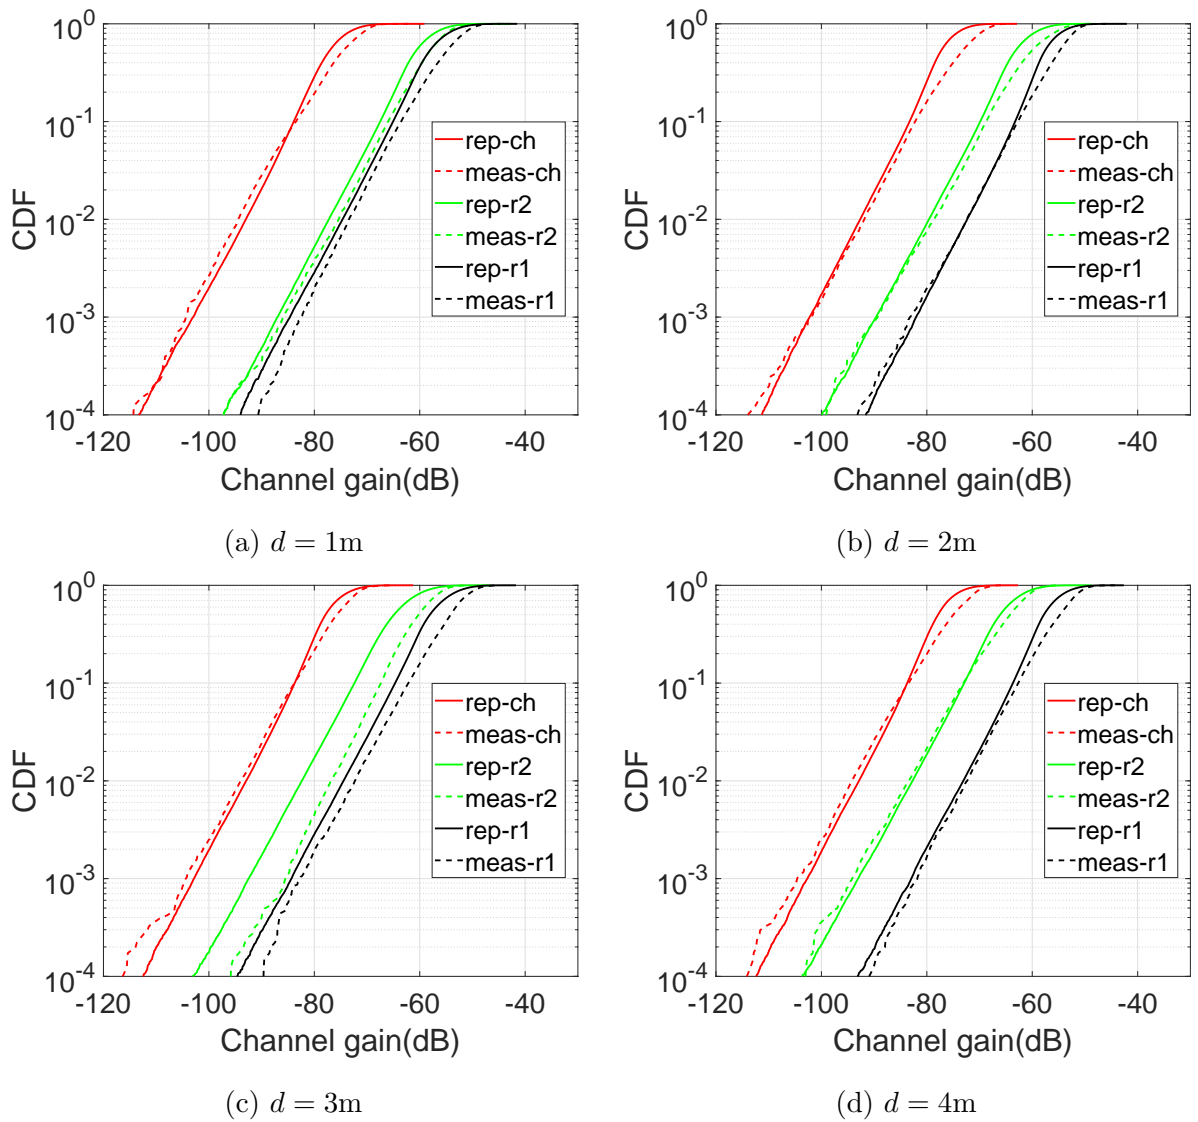 10^0
10^-1
10^-2
10^-3
10^-4
CDF
-120 -100 -80 -60 -40
Channel gain(dB)
rep-ch
meas-ch
rep-r2
meas-r2
rep-r1
meas-r1
(a) d = 1m
10^0
10^-1
10^-2
10^-3
10^-4
CDF
-120 -100 -80 -60 -40
Channel gain(dB)
rep-ch
meas-ch
rep-r2
meas-r2
rep-r1
meas-r1
(b) d = 2m
10^0
10^-1
10^-2
10^-3
10^-4
CDF
-120 -100 -80 -60 -40
Channel gain(dB)
rep-ch
meas-ch
rep-r2
meas-r2
rep-r1
meas-r1
(c) d = 3m
10^0
10^-1
10^-2
10^-3
10^-4
CDF
-120 -100 -80 -60 -40
Channel gain(dB)
rep-ch
meas-ch
rep-r2
meas-r2
rep-r1
meas-r1
(d) d = 4m